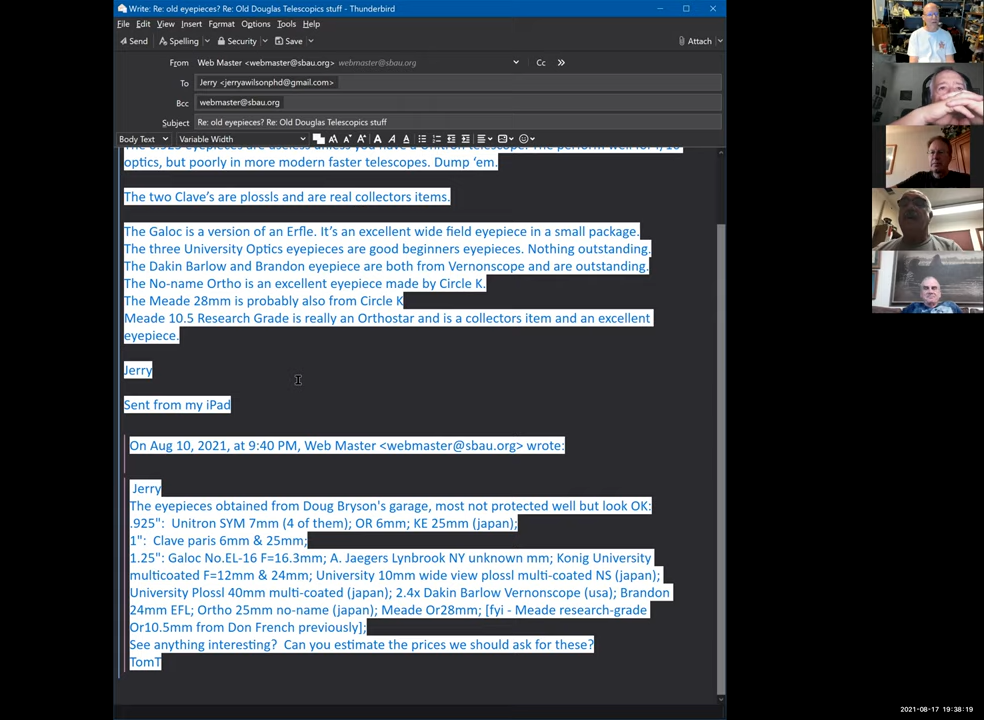 Write: Re: old eyepieces? Re: Old Douglas Telescopics stuff - Thunderbird
File Edit View Insert Format Options Tools Help
Send Spelling Security Save Attach
From Web Master <webmaster@sbau.org> webmaster@sbau.org Cc »
To Jerry <jerryawilsonphd@gmail.com>
Bcc webmaster@sbau.org
Subject Re: old eyepieces? Re: Old Douglas Telescopics stuff
Body Text Variable Width
optics, but poorly in more modern faster telescopes. Dump ‘em.
The two Clave’s are plossls and are real collectors items.
The Galoc is a version of an Erfle. It’s an excellent wide field eyepiece in a small package.
The three University Optics eyepieces are good beginners eyepieces. Nothing outstanding.
The Dakin Barlow and Brandon eyepiece are both from Vernonscope and are outstanding.
The No-name Ortho is an excellent eyepiece made by Circle K.
The Meade 28mm is probably also from Circle K
Meade 10.5 Research Grade is really an Orthostar and is a collectors item and an excellent
eyepiece.
Jerry
Sent from my iPad
On Aug 10, 2021, at 9:40 PM, Web Master <webmaster@sbau.org> wrote:
Jerry
The eyepieces obtained from Doug Bryson's garage, most not protected well but look OK:
.925": Unitron SYM 7mm (4 of them); OR 6mm; KE 25mm (japan);
1": Clave paris 6mm & 25mm;
1.25": Galoc No.EL-16 F=16.3mm; A. Jaegers Lynbrook NY unknown mm; Konig University
multicoated F=12mm & 24mm; University 10mm wide view plossl multi-coated NS (japan);
University Plossl 40mm multi-coated (japan); 2.4x Dakin Barlow Vernonscope (usa); Brandon
24mm EFL; Ortho 25mm no-name (japan); Meade Or28mm; [fyi - Meade research-grade
Or10.5mm from Don French previously];
See anything interesting? Can you estimate the prices we should ask for these?
TomT
2021-08-17 19:38:19